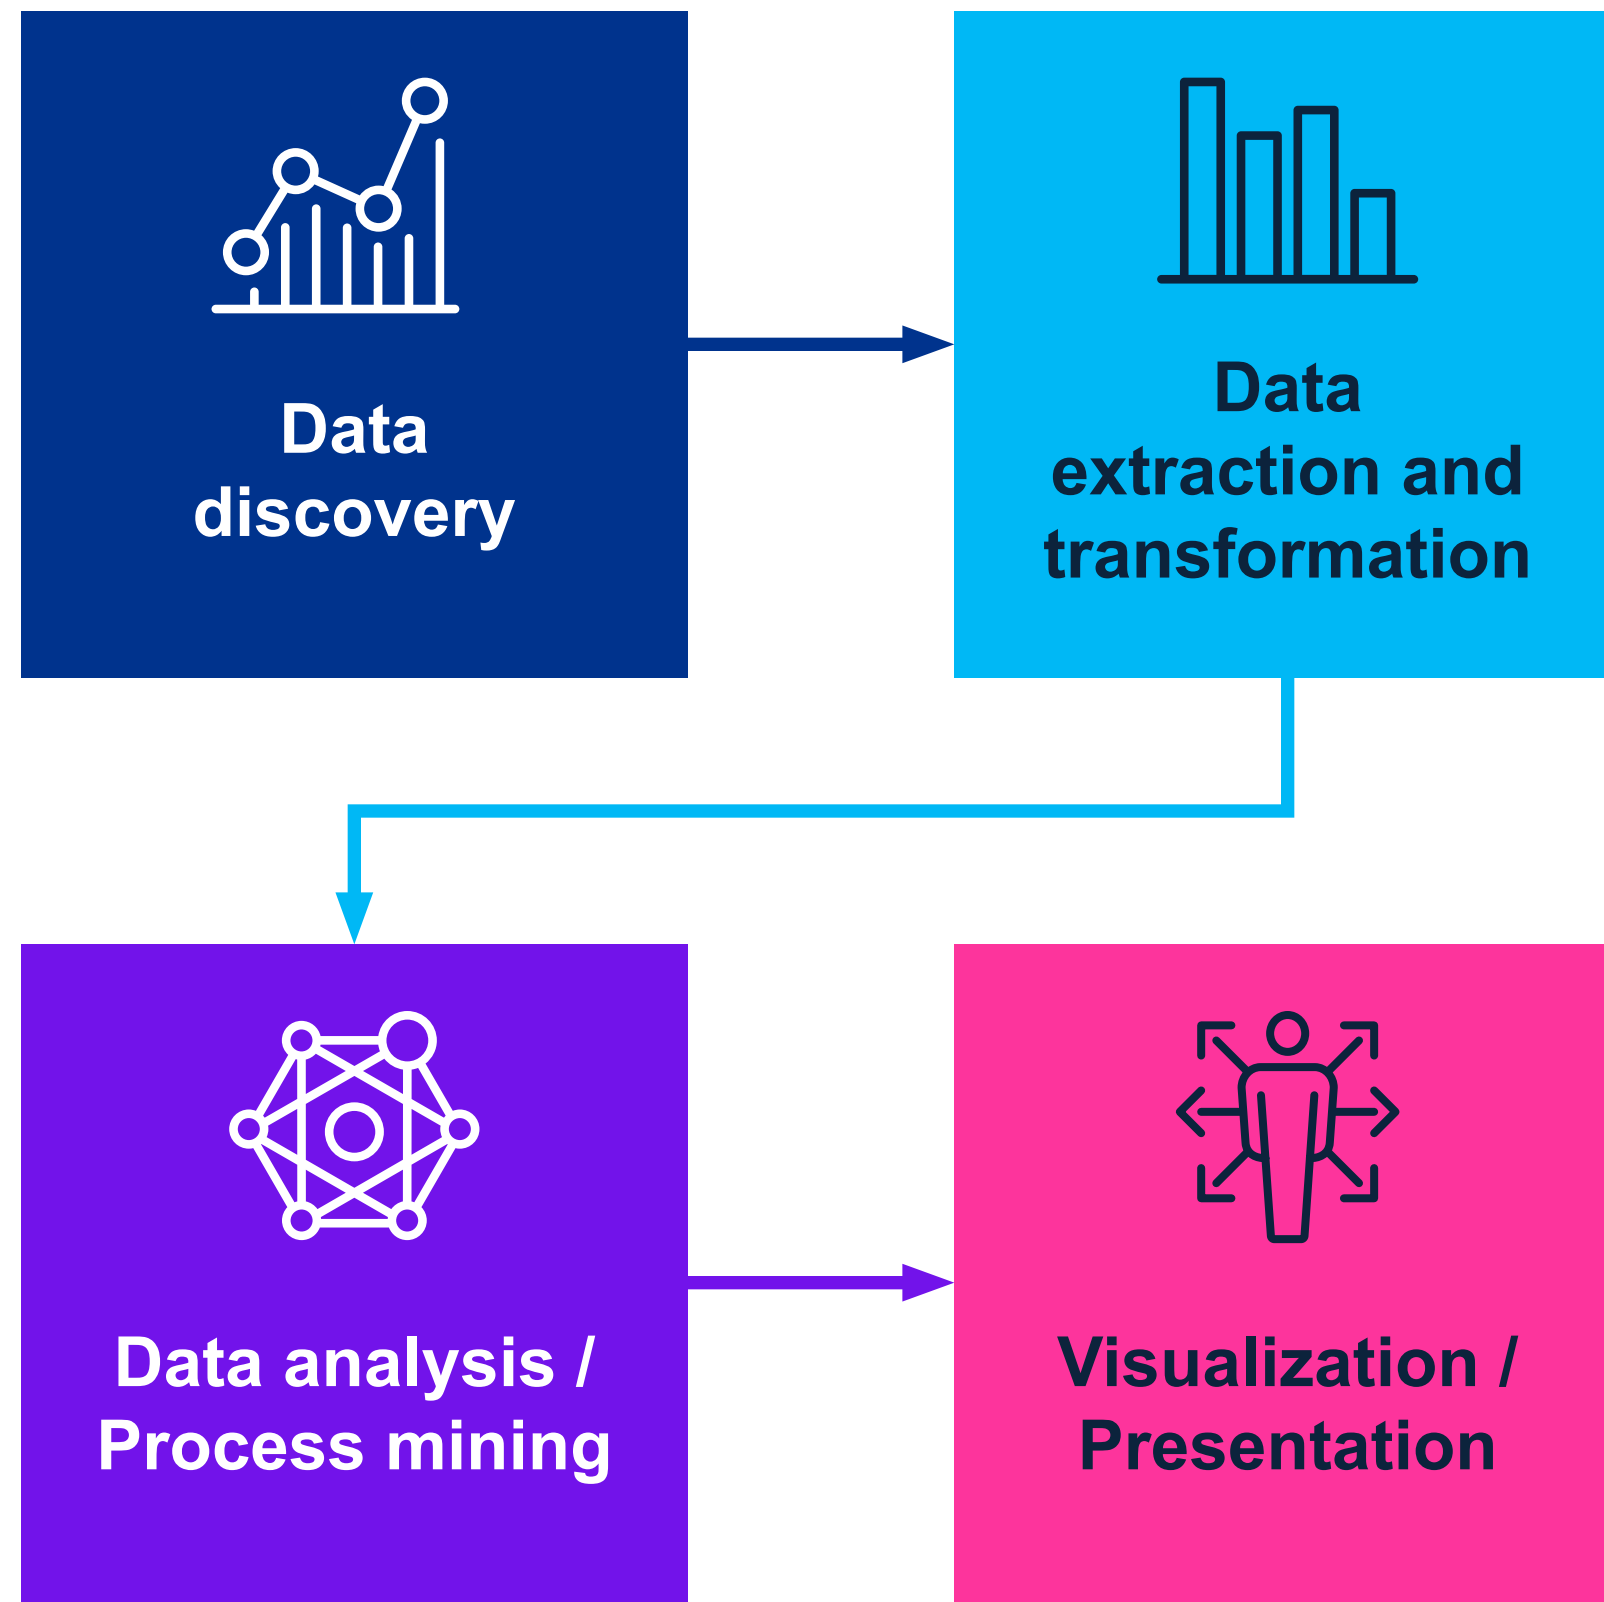 Data
discovery
Data
extraction and
transformation
Data analysis /
Process mining
Visualization /
Presentation